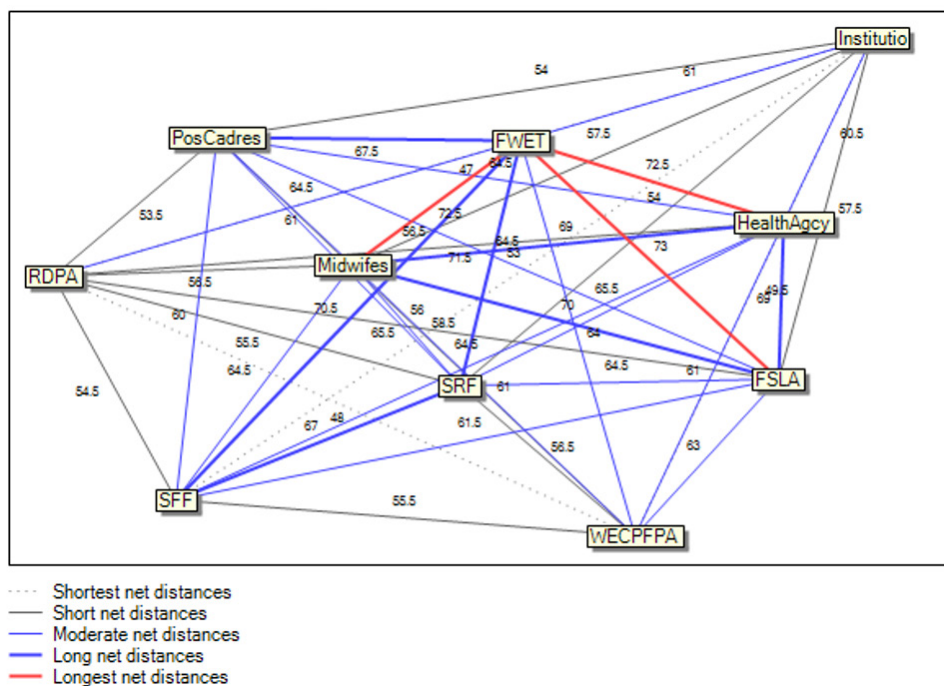 Institutio
54
61
PosCadres
FWET
57.5
60.5
67.5
64.5
72.5
47
64.5
54
53.5
72.5
57.5
61
56.5
69
HealthAgcy
64.5
53
73
RDPA
Midwifes
71.5
56.5
65.5
69
49.5
70.5
56
70
60
65.5
58.5
64
55.5
64.5
64.5
64.5
61
FSLA
SRF
61
54.5
67
48
61.5
56.5
63
SFF
55.5
WECPFPA
Shortest net distances
Short net distances
Moderate net distances
Long net distances
Longest net distances